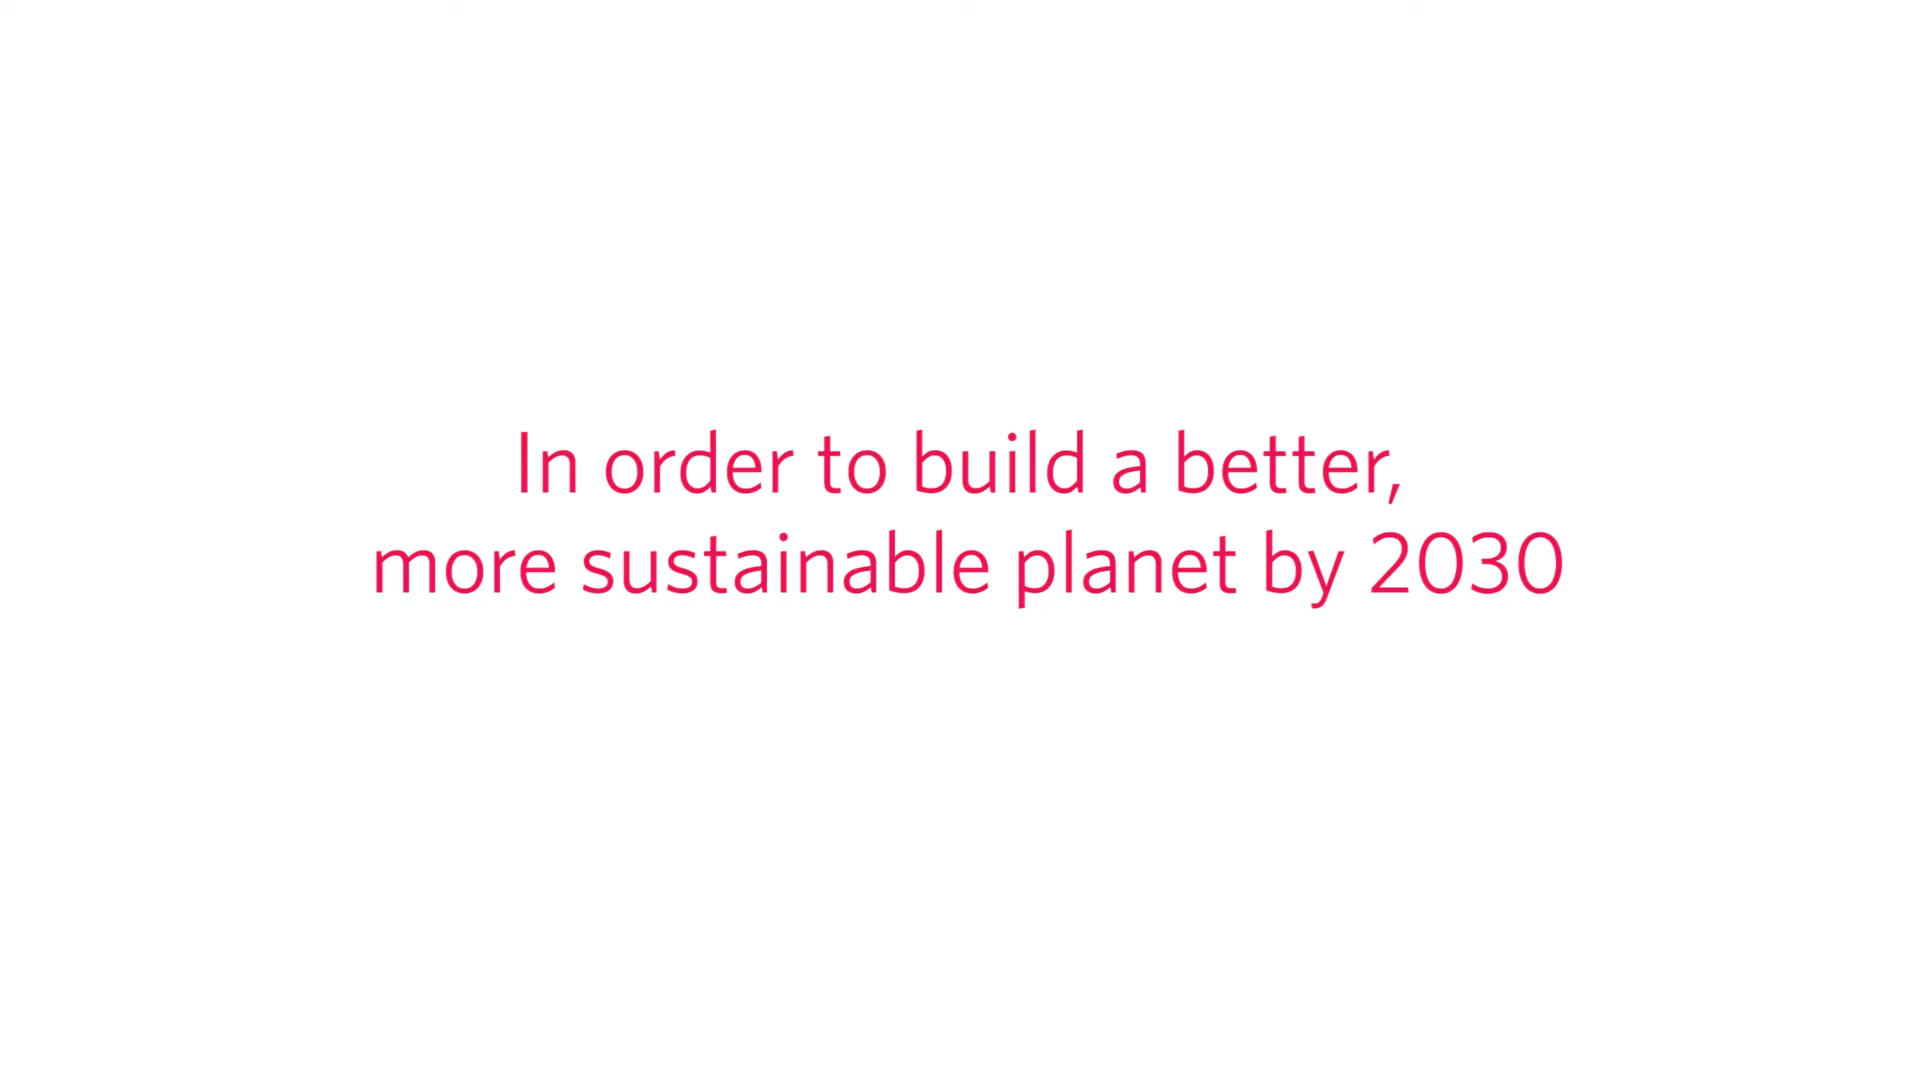 In order to build a better,
more sustainable planet by 2030